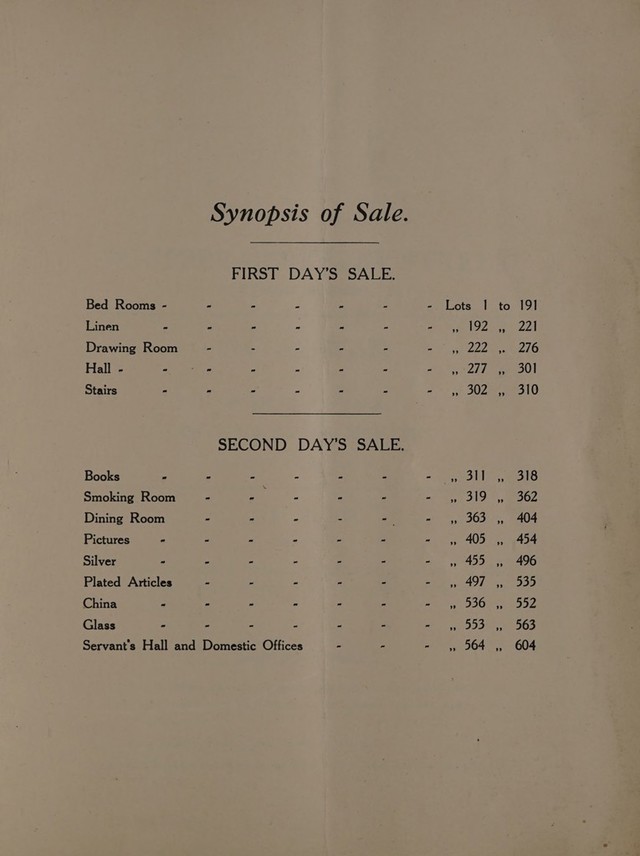 Synopsis of Sale.
FIRST DAY'S SALE.
Bed Rooms - - - - - - - Lots 1 to 191
Linen - - - - - - - „ 192 „ 221
Drawing Room - - - - - - „ 222 „ 276
Hall - - - - - - - - „ 277 „ 301
Stairs - - - - - - - „ 302 „ 310
SECOND DAY'S SALE.
Books - - - - - - - „ 311 „ 318
Smoking Room - - - - - - „ 319 „ 362
Dining Room - - - - - - „ 363 „ 404
Pictures - - - - - - - „ 405 „ 454
Silver - - - - - - - „ 455 „ 496
Plated Articles - - - - - - „ 497 „ 535
China - - - - - - - „ 536 „ 552
Glass - - - - - - - „ 553 „ 563
Servant's Hall and Domestic Offices - - - „ 564 „ 604